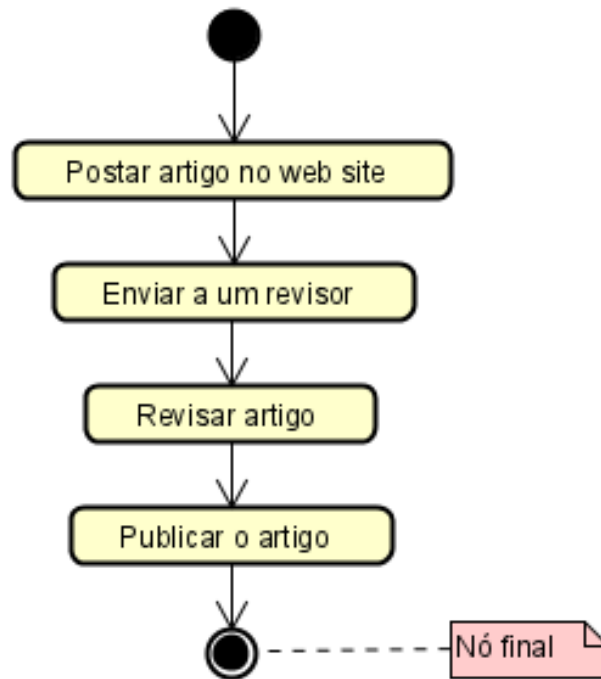 Postar artigo no web site
Enviar a um revisor
Revisar artigo
Publicar o artigo
Nó final